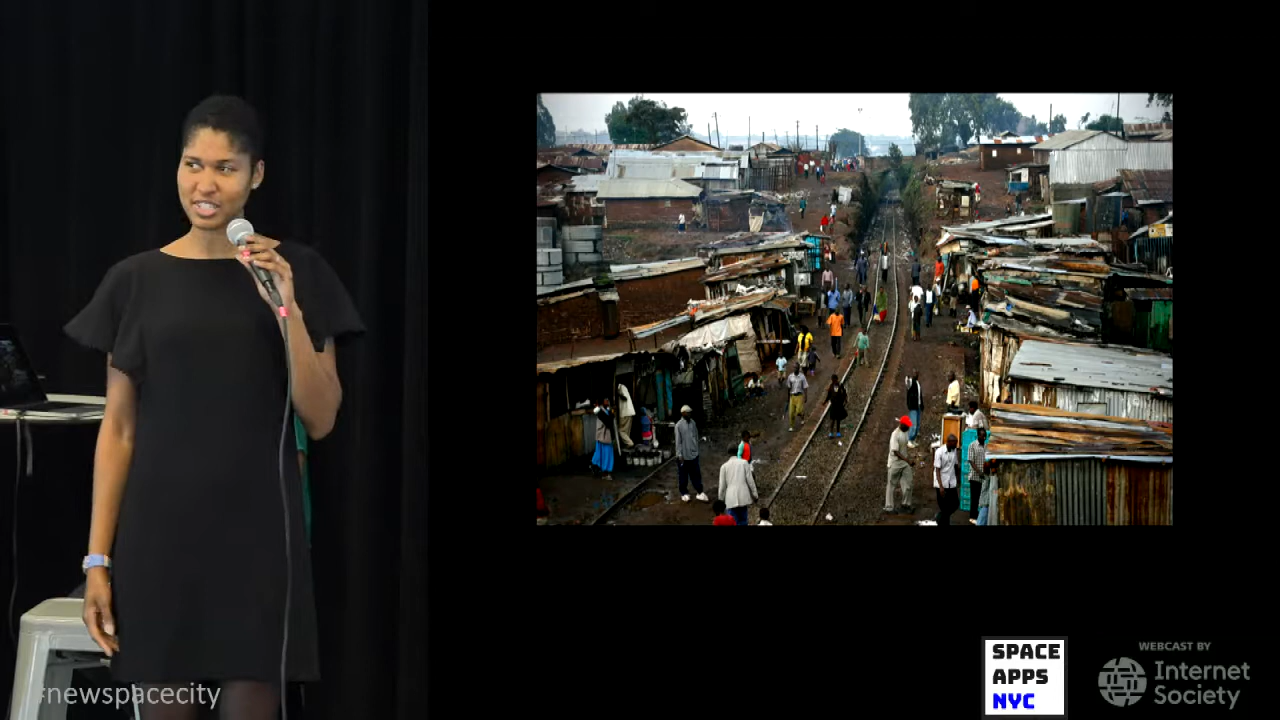 #newspacecity
SPACE
APPS
NYC
WEBCAST BY
Internet
Society